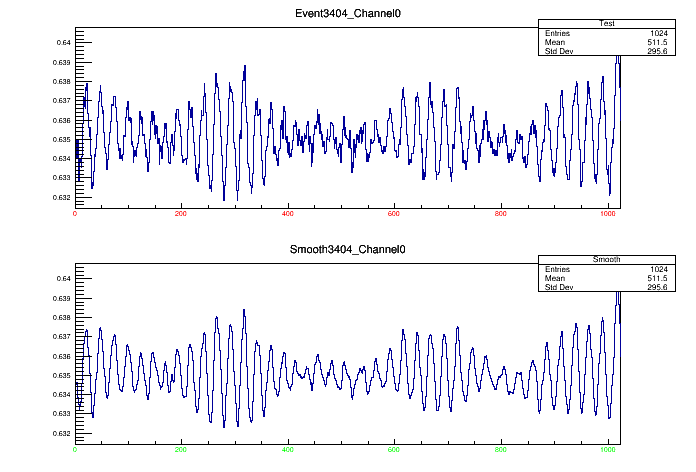 Event3404_Channel0
Test
Entries 1024
Mean 511.5
Std Dev 295.6
0.64
0.639
0.638
0.637
0.636
0.635
0.634
0.633
0.632
0 200 400 600 800 1000
Smooth3404_Channel0
Smooth
Entries 1024
Mean 511.5
Std Dev 295.6
0.64
0.639
0.638
0.637
0.636
0.635
0.634
0.633
0.632
0 200 400 600 800 1000